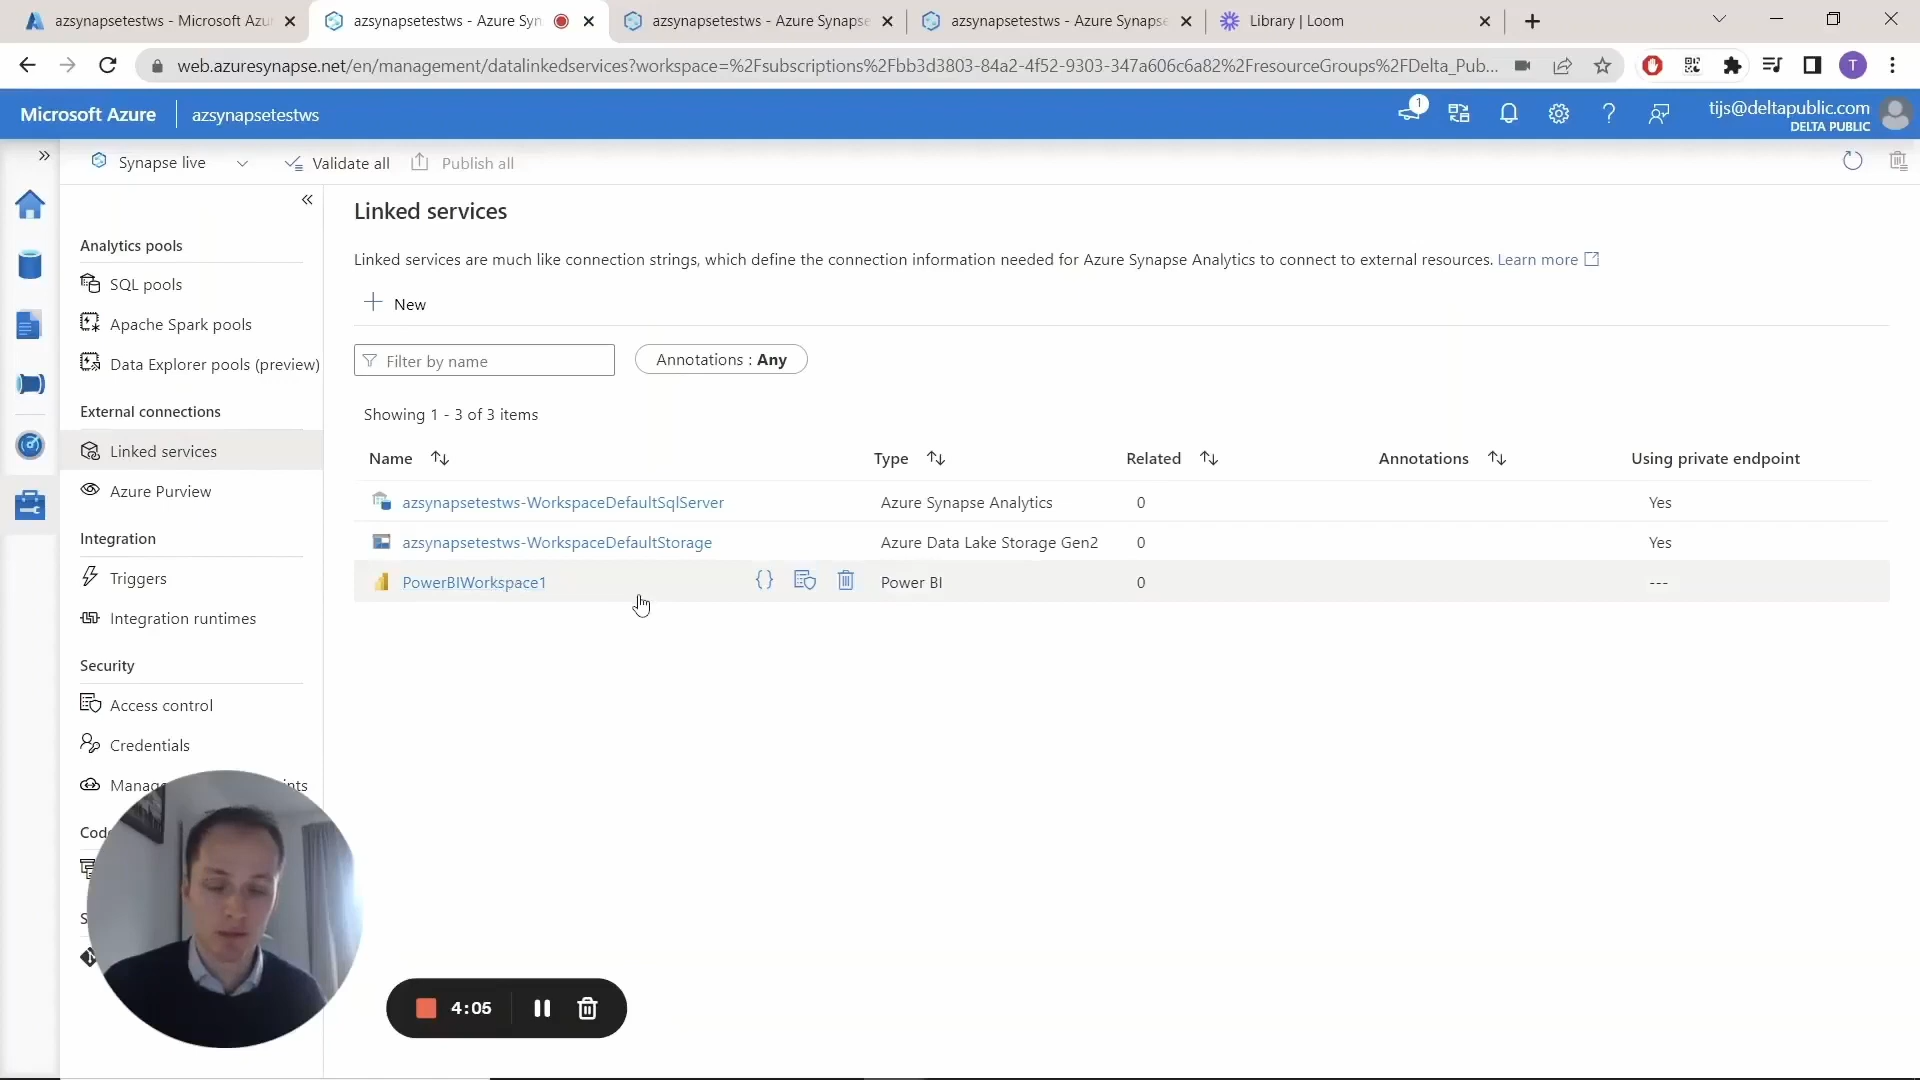 azsynapsetestws - Microsoft Azu
azsynapsetestws - Azure Syn
azsynapsetestws - Azure Synapse
azsynapsetestws - Azure Synapse
Library | Loom
web.azuresynapse.net/en/management/datalinkedservices?workspace=%2Fsubscriptions%2Fbb3d3803-84a2-4f52-9303-347a606c6a82%2FresourceGroups%2FDelta_Pub...
T
Microsoft Azure
azsynapsetestws
1
tijs@deltapublic.com
DELTA PUBLIC
Synapse live
Validate all
Publish all
Analytics pools
SQL pools
Apache Spark pools
Data Explorer pools (preview)
External connections
Linked services
Azure Purview
Integration
Triggers
Integration runtimes
Security
Access control
Credentials
Linked services
Linked services are much like connection strings, which define the connection information needed for Azure Synapse Analytics to connect to external resources. Learn more
New
Filter by name
Annotations : Any
Showing 1 - 3 of 3 items
Name Type Related Annotations Using private endpoint
azsynapsetestws-WorkspaceDefaultSqlServer Azure Synapse Analytics 0 Yes
azsynapsetestws-WorkspaceDefaultStorage Azure Data Lake Storage Gen2 0 Yes
PowerBIWorkspace1 {} Power BI 0 ---
4:05